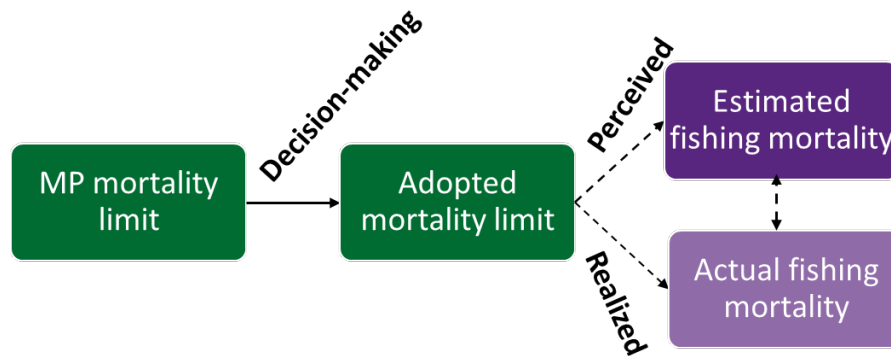 MP mortality
limit
Decision-making
Adopted
mortality limit
Perceived
Realized
Estimated
fishing mortality
Actual fishing
mortality